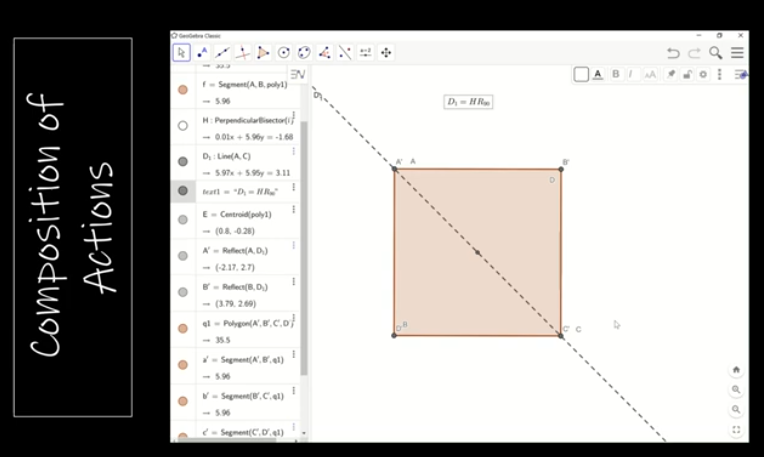 Composition of
Actions
GeoGebra Classic
→ 35.5
f = Segment(A, B, poly1)
→ 5.96
H : PerpendicularBisector(
→ 0.01x + 5.96y = -1.68
D₁ : Line(A, C)
→ 5.97x + 5.95y = 3.11
text1 = "D₁ = HR₉₀"
E = Centroid(poly1)
→ (0.8, -0.28)
A' = Reflect(A, D₁)
→ (-2.17, 2.7)
B' = Reflect(B, D₁)
→ (3.79, 2.69)
q1 = Polygon(A', B', C', D'
→ 35.5
a' = Segment(A', B', q1)
→ 5.96
b' = Segment(B', C', q1)
→ 5.96
c' = Segment(C', D', q1)
A B I AA
D₁ = HR₉₀
D₁
A' A B'
D
D' B C' C